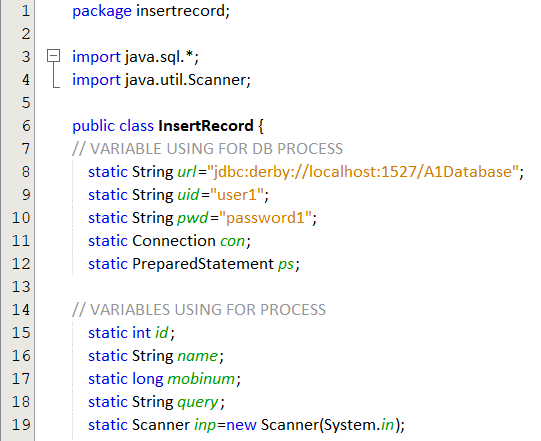 1 package insertrecord;
2
3 import java.sql.*;
4 import java.util.Scanner;
5
6 public class InsertRecord {
7 // VARIABLE USING FOR DB PROCESS
8 static String url="jdbc:derby://localhost:1527/A1Database";
9 static String uid="user1";
10 static String pwd="password1";
11 static Connection con;
12 static PreparedStatement ps;
13
14 // VARIABLES USING FOR PROCESS
15 static int id;
16 static String name;
17 static long mobinum;
18 static String query;
19 static Scanner inp=new Scanner(System.in);